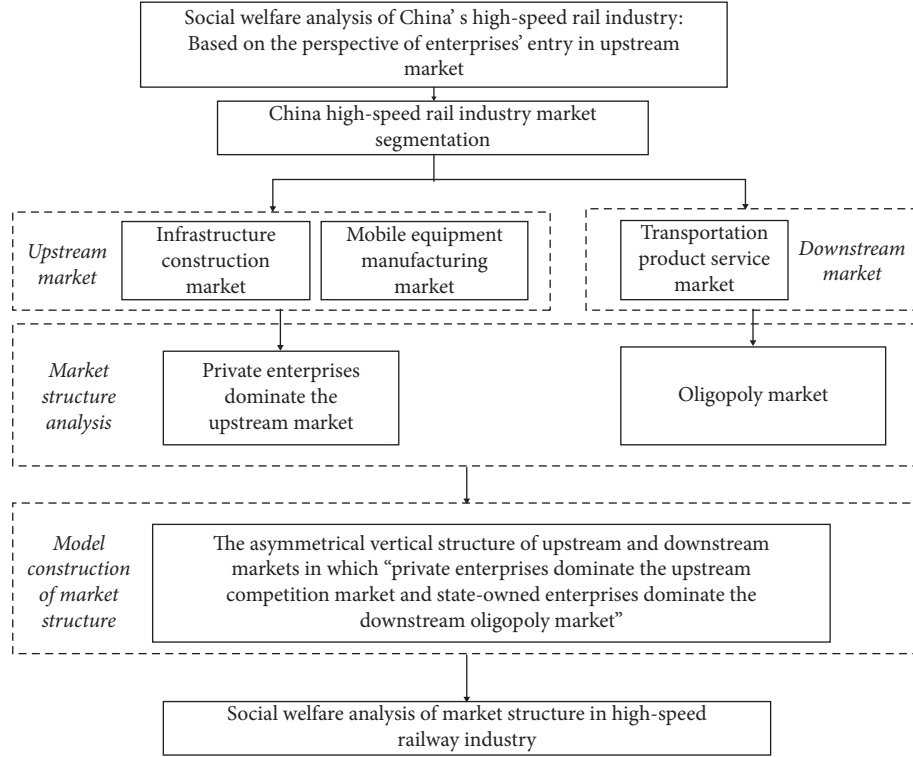 Social welfare analysis of China’ s high-speed rail industry:
Based on the perspective of enterprises’ entry in upstream
market
China high-speed rail industry market
segmentation
Upstream
market
Infrastructure
construction
market
Mobile equipment
manufacturing
market
Transportation
product service
market
Downstream
market
Market
structure
analysis
Private enterprises
dominate the
upstream market
Oligopoly market
Model
construction
of market
structure
The asymmetrical vertical structure of upstream and downstream
markets in which “private enterprises dominate the upstream
competition market and state-owned enterprises dominate the
downstream oligopoly market”
Social welfare analysis of market structure in high-speed
railway industry